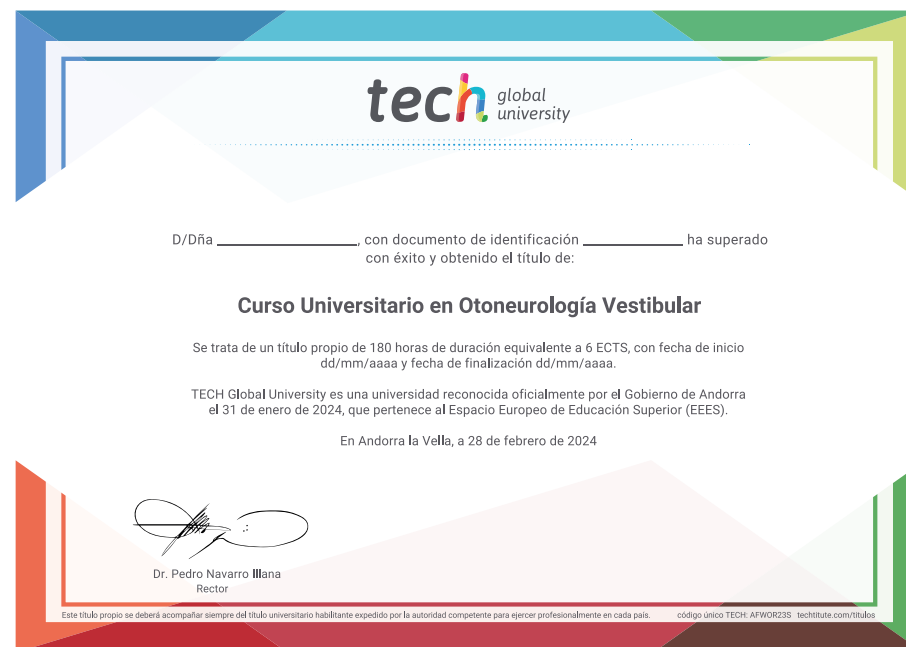 tech global university
D/Dña ____________________, con documento de identificación ______________ ha superado
con éxito y obtenido el título de:
Curso Universitario en Otoneurología Vestibular
Se trata de un título propio de 180 horas de duración equivalente a 6 ECTS, con fecha de inicio
dd/mm/aaaa y fecha de finalización dd/mm/aaaa.
TECH Global University es una universidad reconocida oficialmente por el Gobierno de Andorra
el 31 de enero de 2024, que pertenece al Espacio Europeo de Educación Superior (EEES).
En Andorra la Vella, a 28 de febrero de 2024
Dr. Pedro Navarro Illana
Rector
Este título propio se deberá acompañar siempre del título universitario habilitante expedido por la autoridad competente para ejercer profesionalmente en cada país. código único TECH: AFWOR23S techtitute.com/titulos